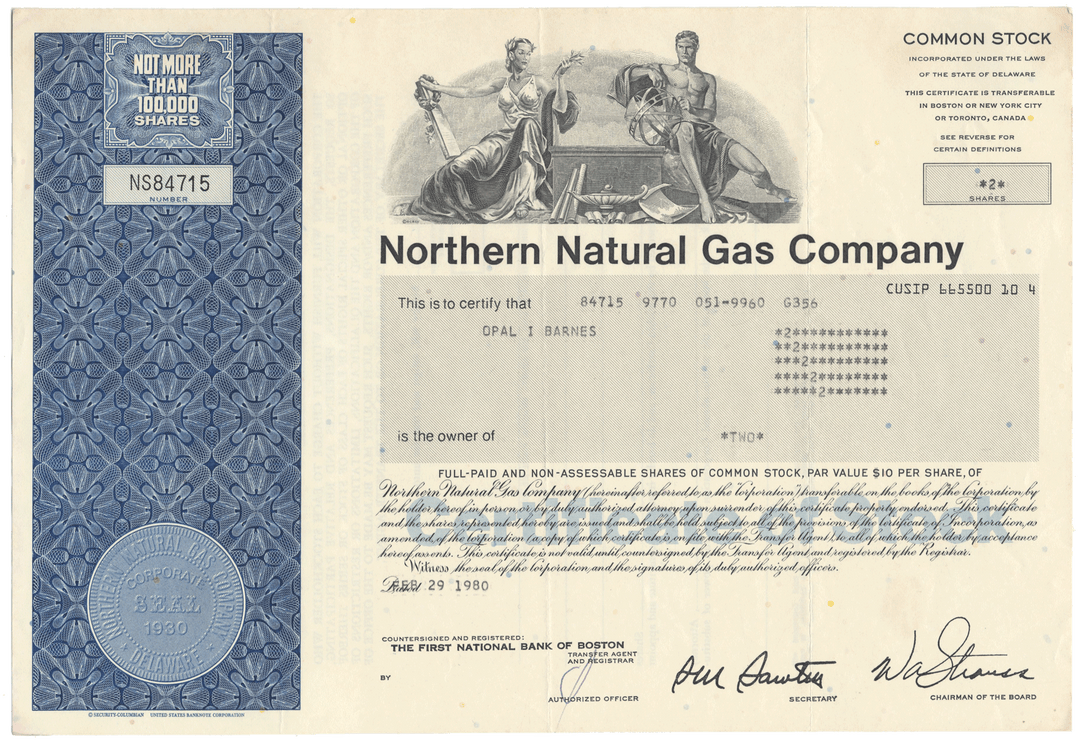 NOT MORE
THAN
100,000
SHARES
NS84715
NUMBER
COMMON STOCK
INCORPORATED UNDER THE LAWS
OF THE STATE OF DELAWARE
THIS CERTIFICATE IS TRANSFERABLE
IN BOSTON OR NEW YORK CITY
OR TORONTO, CANADA
SEE REVERSE FOR
CERTAIN DEFINITIONS
*2*
SHARES
Northern Natural Gas Company
CUSIP 665500 10 4
This is to certify that 84715 9770 051-9960 G356
OPAL I BARNES
*2***********
**2**********
***2*********
****2********
*****2*******
is the owner of *TWO*
FULL-PAID AND NON-ASSESSABLE SHARES OF COMMON STOCK, PAR VALUE $10 PER SHARE, OF
Northern Natural Gas Company (hereinafter referred to as the "Corporation") transferable on the books of the Corporation by
the holder hereof in person or by duly authorized attorney upon surrender of this certificate properly endorsed. This certificate
and the shares represented hereby are issued and shall be held subject to all of the provisions of the Certificate of Incorporation, as
amended, of the Corporation (a copy of which certificate is on file with the Transfer Agent), to all of which the holder by acceptance
hereof assents. This certificate is not valid until countersigned by the Transfer Agent and registered by the Registrar.
Witness the seal of the Corporation and the signatures of its duly authorized officers.
Dated FEB 29 1980
NORTHERN NATURAL GAS COMPANY
CORPORATE
SEAL
1930
DELAWARE
COUNTERSIGNED AND REGISTERED:
THE FIRST NATIONAL BANK OF BOSTON
TRANSFER AGENT
AND REGISTRAR
BY
AUTHORIZED OFFICER
SECRETARY
CHAIRMAN OF THE BOARD
© SECURITY-COLUMBIAN UNITED STATES BANKNOTE CORPORATION